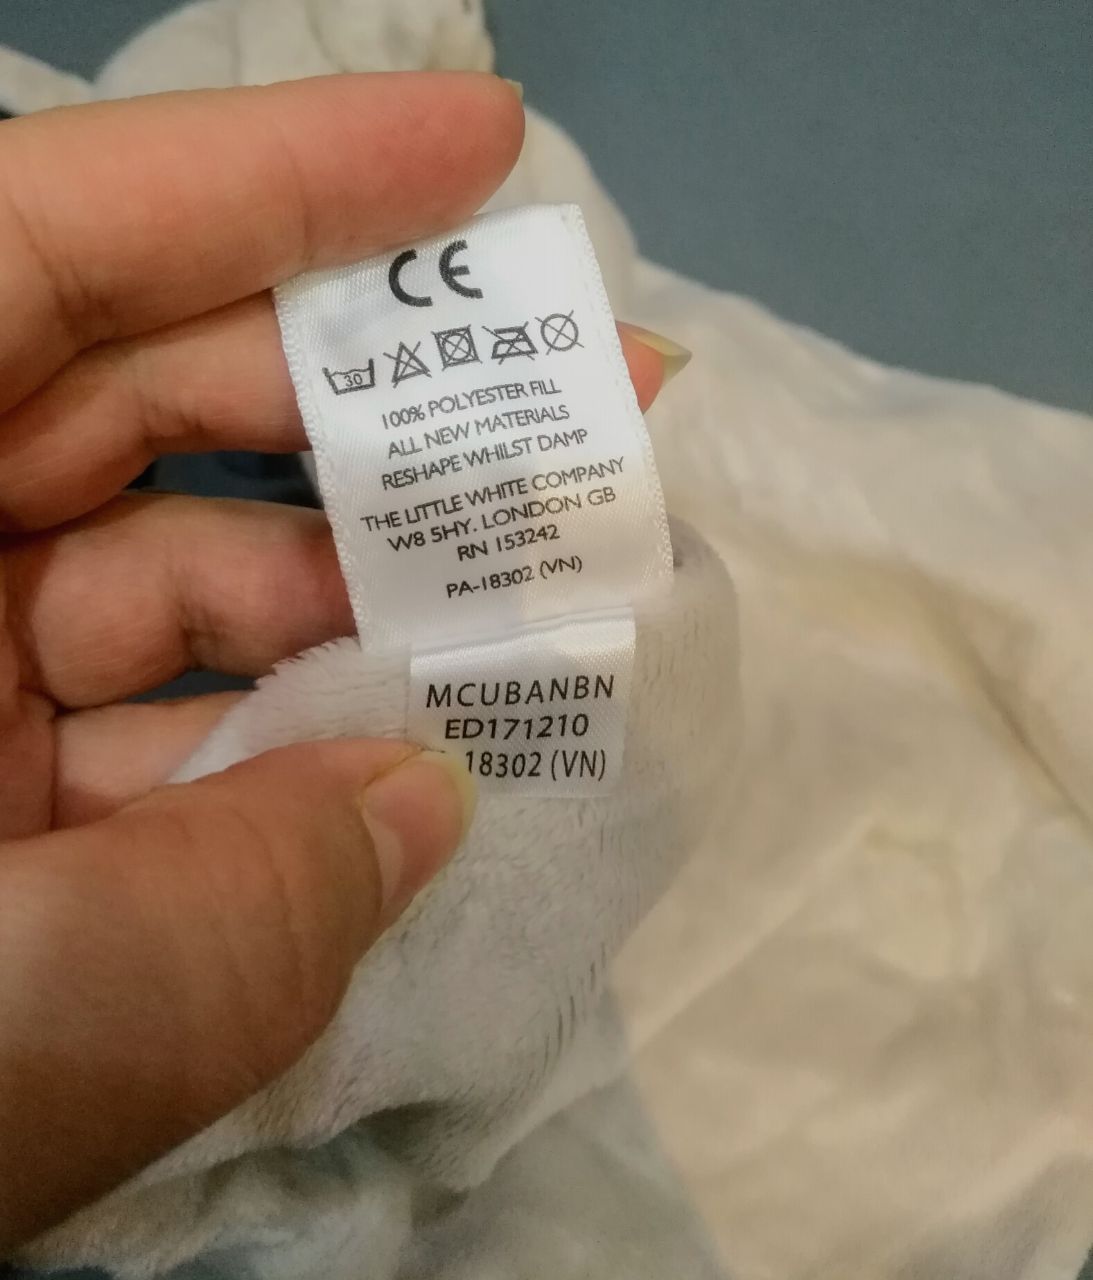 CE
30
100% POLYESTER FILL
ALL NEW MATERIALS
RESHAPE WHILST DAMP
THE LITTLE WHITE COMPANY
W8 5HY. LONDON GB
RN 153242
PA-18302 (VN)
MCUBANBN
ED171210
18302 (VN)